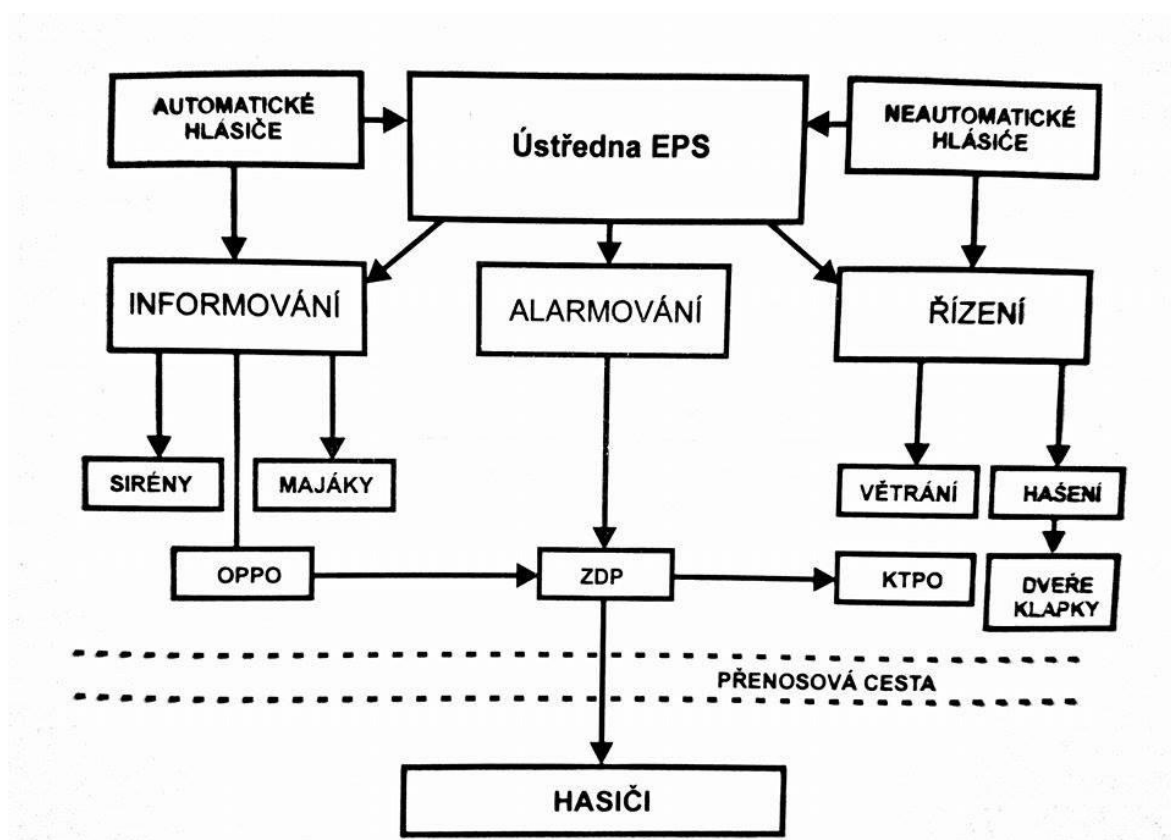 AUTOMATICKÉ
HLÁSIČE
Ústředna EPS
NEAUTOMATICKÉ
HLÁSIČE
INFORMOVÁNÍ
ALARMOVÁNÍ
ŘÍZENÍ
SIRÉNY
MAJÁKY
VĚTRÁNÍ
HAŠENÍ
OPPO
ZDP
KTPO
DVEŘE
KLAPKY
PŘENOSOVÁ CESTA
HASIČI